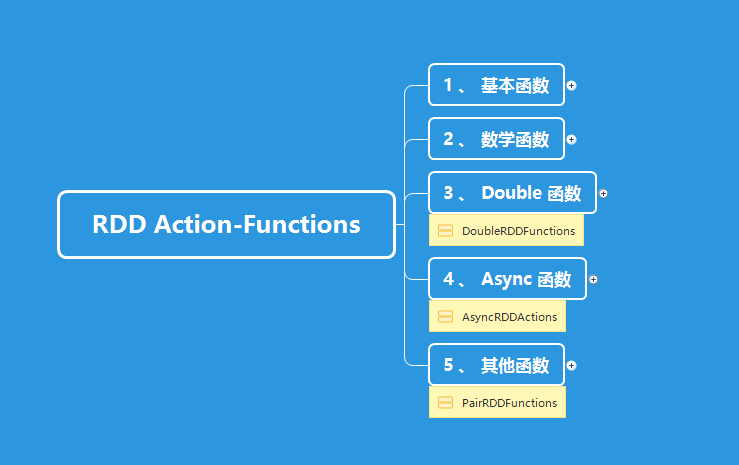 RDD Action-Functions
1 、 基本函数
2 、 数学函数
3 、 Double 函数
DoubleRDDFunctions
4 、 Async 函数
AsyncRDDActions
5 、 其他函数
PairRDDFunctions